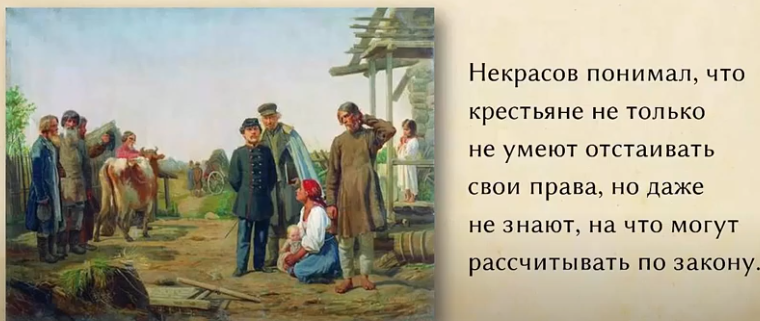 Некрасов понимал, что
крестьяне не только
не умеют отстаивать
свои права, но даже
не знают, на что могут
рассчитывать по закону.